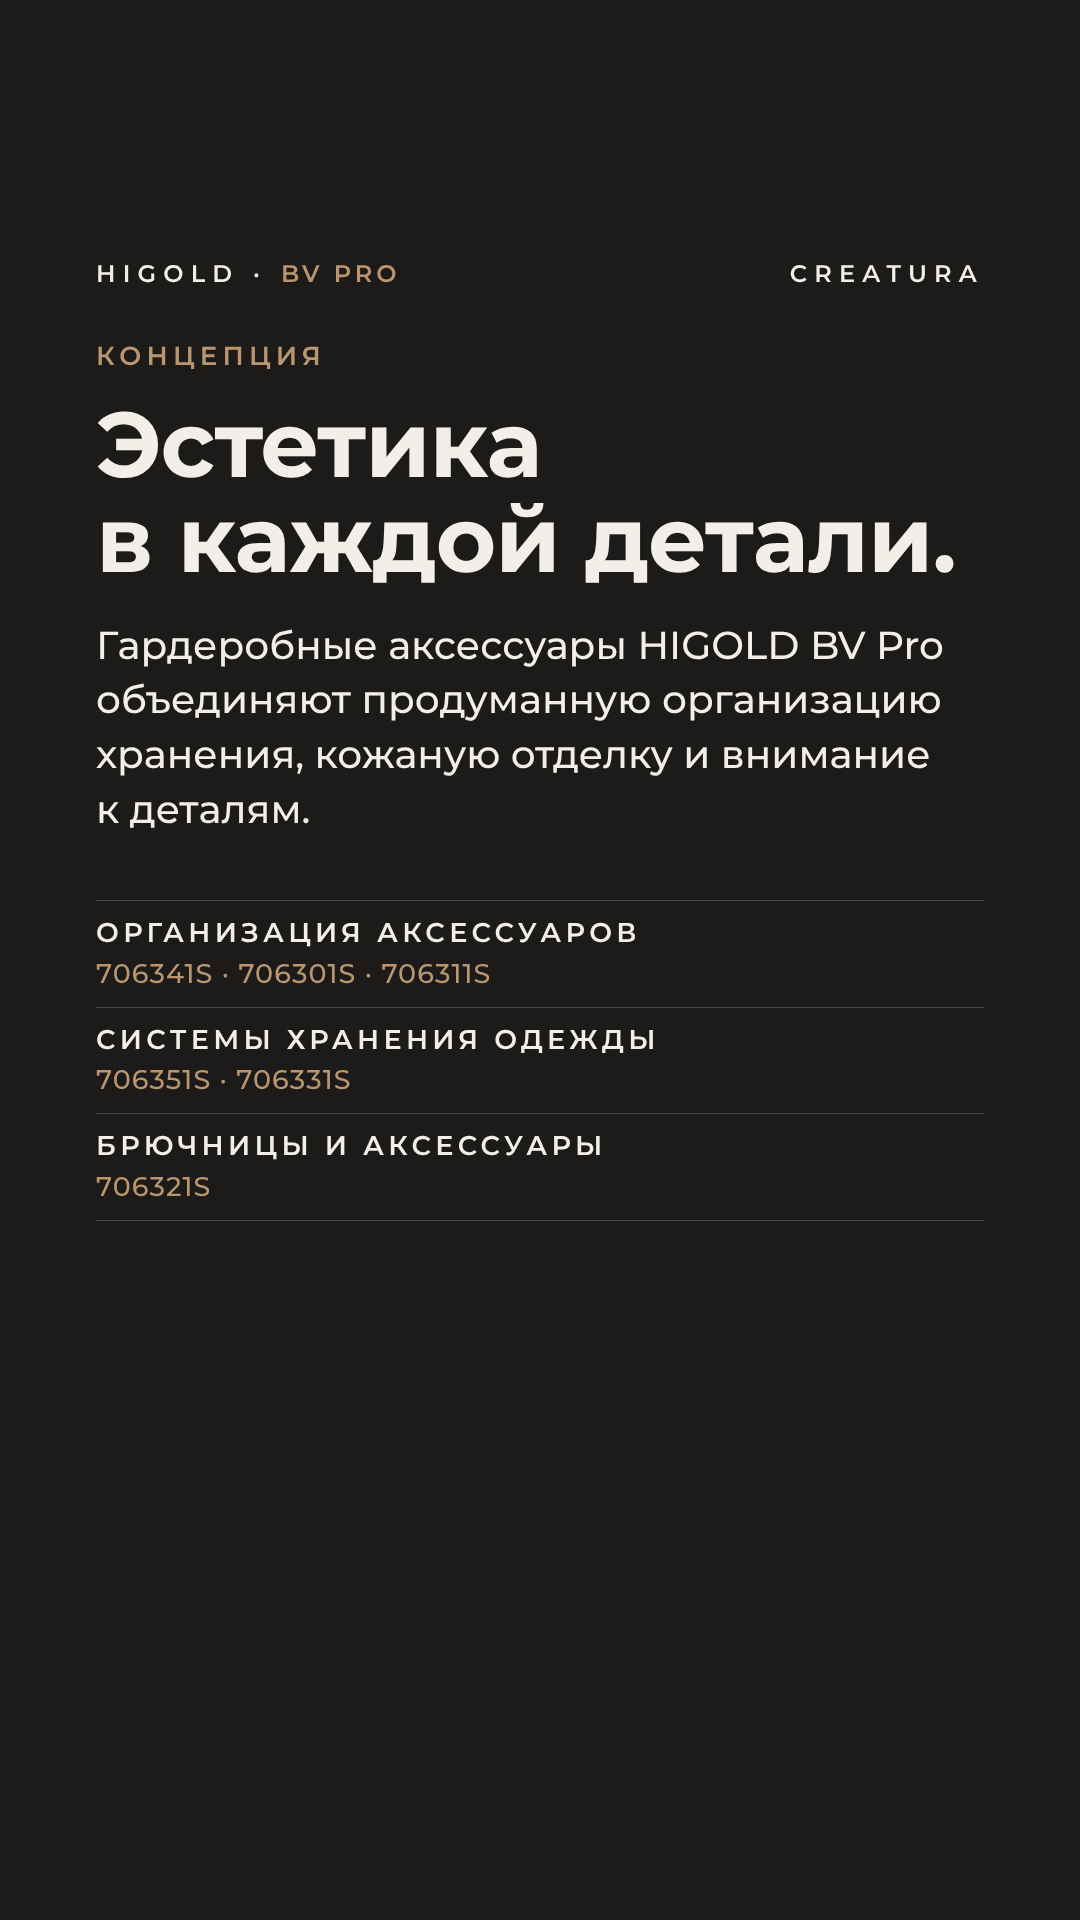 HIGOLD · BV PRO CREATURA
КОНЦЕПЦИЯ
Эстетика
в каждой детали.
Гардеробные аксессуары HIGOLD BV Pro
объединяют продуманную организацию
хранения, кожаную отделку и внимание
к деталям.
ОРГАНИЗАЦИЯ АКСЕССУАРОВ
706341S · 706301S · 706311S
СИСТЕМЫ ХРАНЕНИЯ ОДЕЖДЫ
706351S · 706331S
БРЮЧНИЦЫ И АКСЕССУАРЫ
706321S